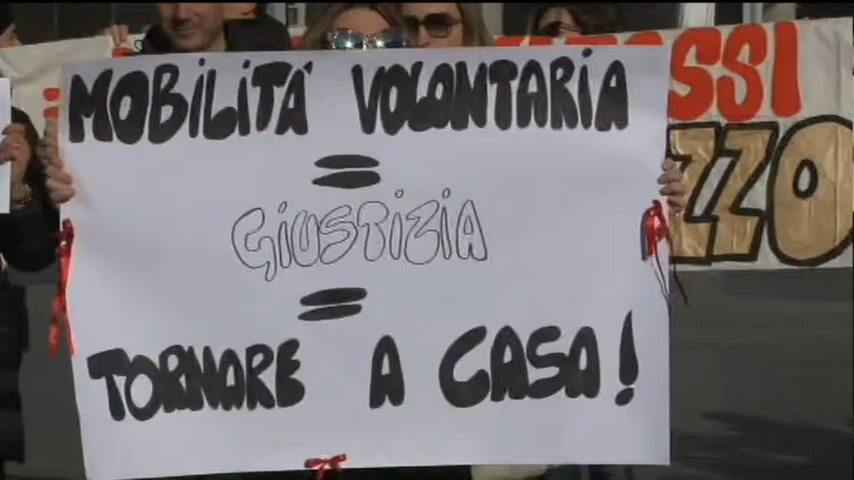 MOBILITÀ VOLONTARIA
=
GIUSTIZIA
=
TORNARE A CASA!